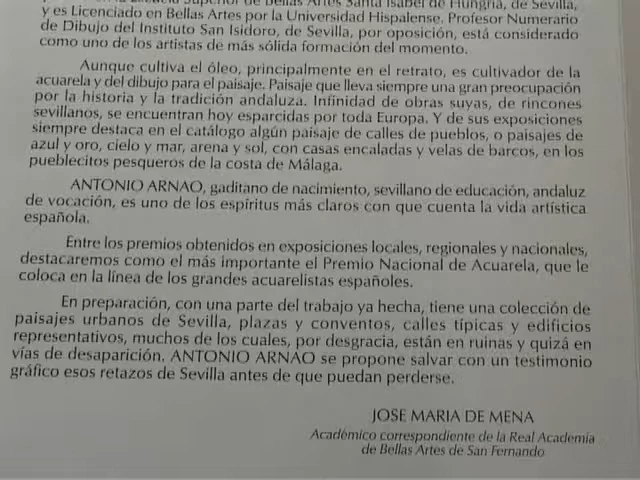 Escuela Superior de Bellas Artes Santa Isabel de Hungría, de Sevilla,
y es Licenciado en Bellas Artes por la Universidad Hispalense. Profesor Numerario
de Dibujo del Instituto San Isidoro, de Sevilla, por oposición, está considerado
como uno de los artistas de más sólida formación del momento.
Aunque cultiva el óleo, principalmente en el retrato, es cultivador de la
acuarela y del dibujo para el paisaje. Paisaje que lleva siempre una gran preocupación
por la historia y la tradición andaluza. Infinidad de obras suyas, de rincones
sevillanos, se encuentran hoy esparcidas por toda Europa. Y de sus exposiciones
siempre destaca en el catálogo algún paisaje de calles de pueblos, o paisajes de
azul y oro, cielo y mar, arena y sol, con casas encaladas y velas de barcos, en los
pueblecitos pesqueros de la costa de Málaga.
ANTONIO ARNAO, gaditano de nacimiento, sevillano de educación, andaluz
de vocación, es uno de los espíritus más claros con que cuenta la vida artística
española.
Entre los premios obtenidos en exposiciones locales, regionales y nacionales,
destacaremos como el más importante el Premio Nacional de Acuarela, que le
coloca en la línea de los grandes acuarelistas españoles.
En preparación, con una parte del trabajo ya hecha, tiene una colección de
paisajes urbanos de Sevilla, plazas y conventos, calles típicas y edificios
representativos, muchos de los cuales, por desgracia, están en ruinas y quizá en
vías de desaparición. ANTONIO ARNAO se propone salvar con un testimonio
gráfico esos retazos de Sevilla antes de que puedan perderse.
JOSE MARIA DE MENA
Académico correspondiente de la Real Academia
de Bellas Artes de San Fernando